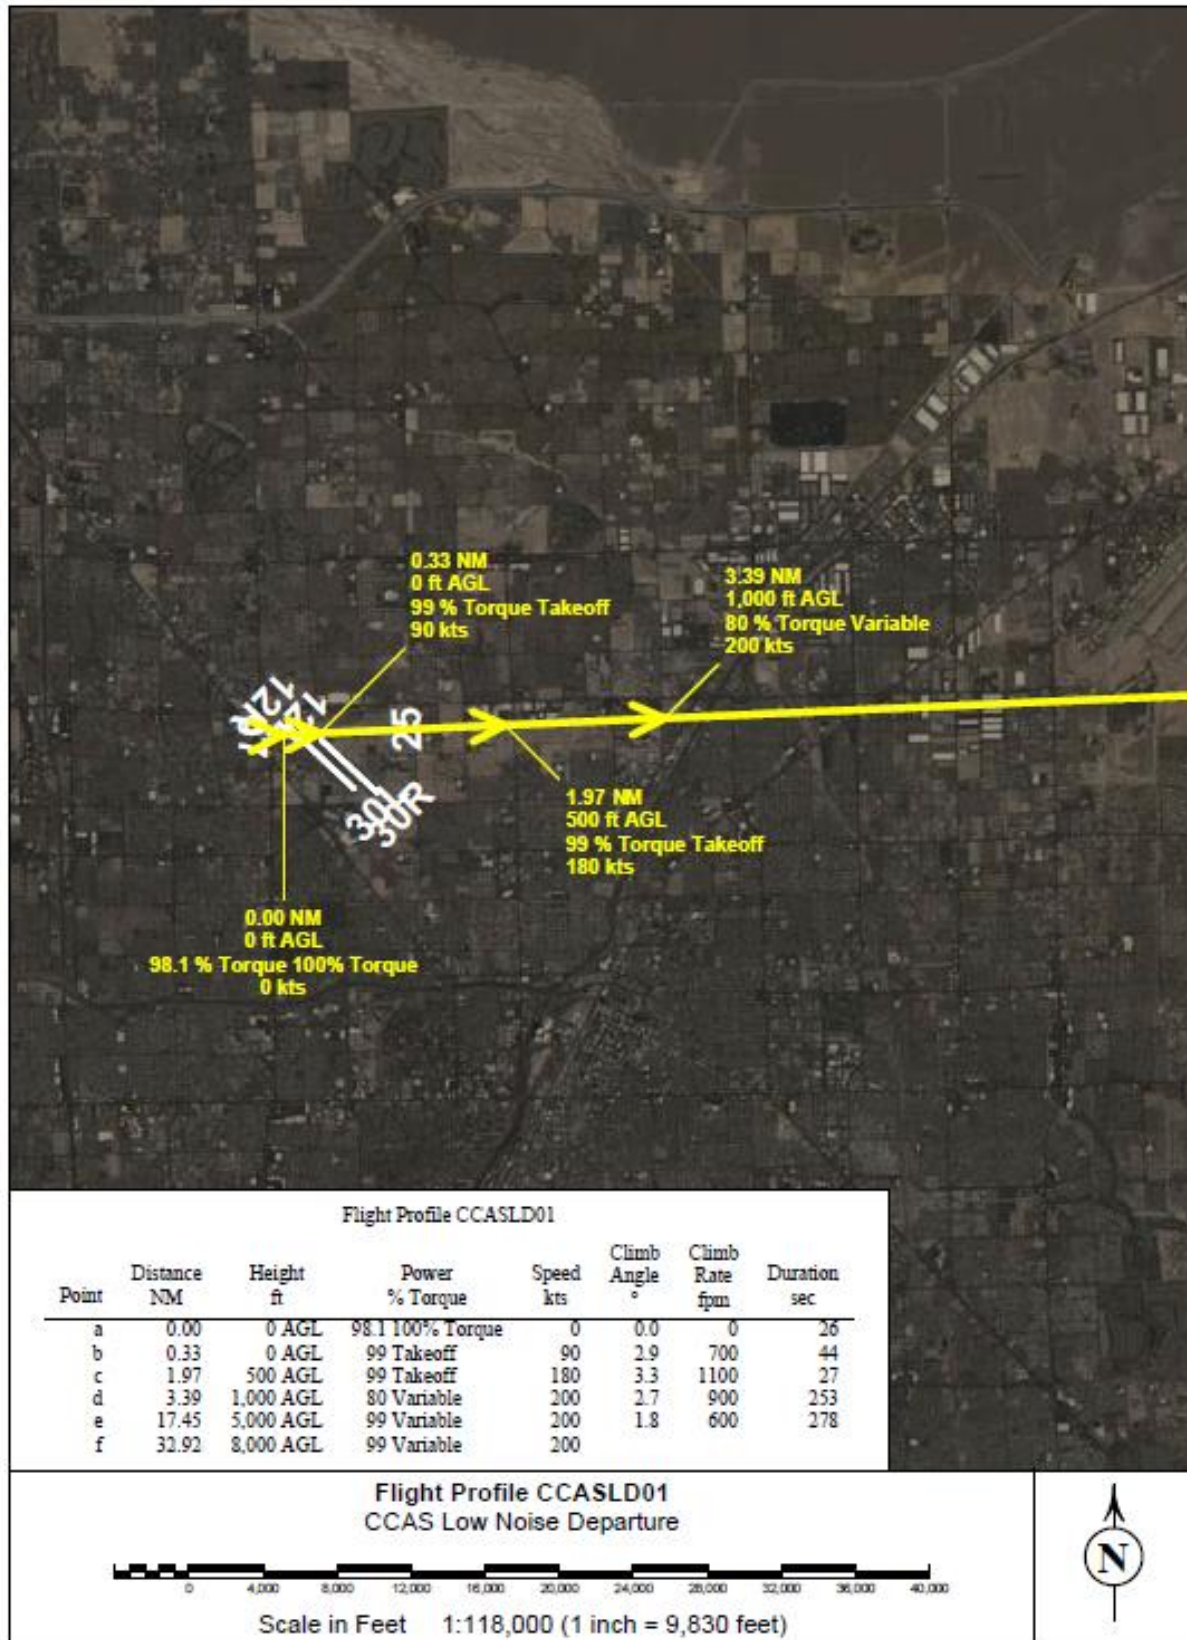 0.33 NM
0 ft AGL
99 % Torque Takeoff
90 kts
3.39 NM
1,000 ft AGL
80 % Torque Variable
200 kts
25
30R
1.97 NM
500 ft AGL
99 % Torque Takeoff
180 kts
0.00 NM
0 ft AGL
98.1 % Torque 100% Torque
0 kts
Flight Profile CCASLD01
Point Distance NM Height ft Power % Torque Speed kts Climb Angle ° Climb Rate fpm Duration sec
a 0.00 0 AGL 98.1 100% Torque 0 0.0 0 26
b 0.33 0 AGL 99 Takeoff 90 2.9 700 44
c 1.97 500 AGL 99 Takeoff 180 3.3 1100 27
d 3.39 1,000 AGL 80 Variable 200 2.7 900 253
e 17.45 5,000 AGL 99 Variable 200 1.8 600 278
f 32.92 8,000 AGL 99 Variable 200
Flight Profile CCASLD01
CCAS Low Noise Departure
0 4,000 8,000 12,000 16,000 20,000 24,000 28,000 32,000 36,000 40,000
Scale in Feet 1:118,000 (1 inch = 9,830 feet)
N